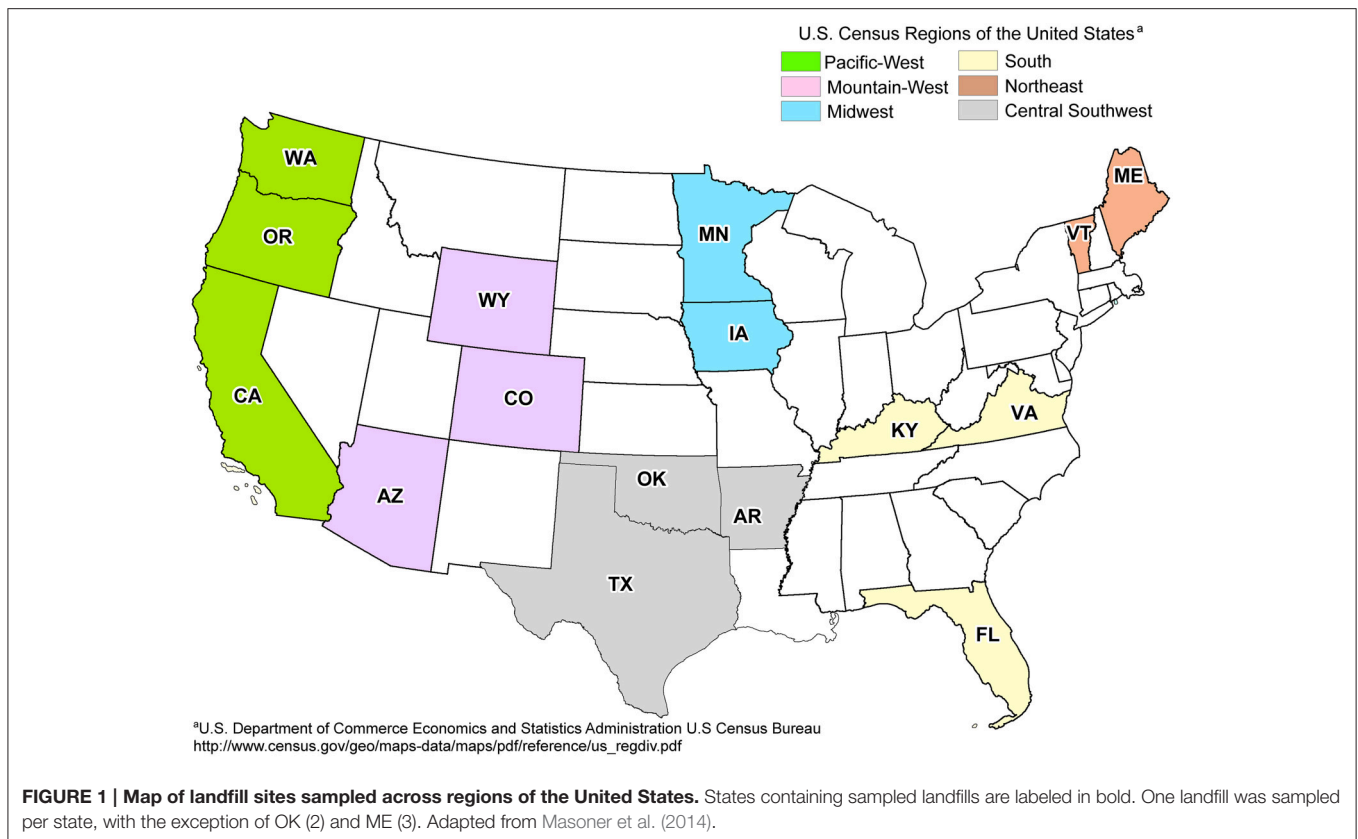 U.S. Census Regions of the United Statesᵃ
Pacific-West
South
Mountain-West
Northeast
Midwest
Central Southwest
WA
ME
OR
MN
VT
WY
IA
CA
CO
VA
KY
OK
AZ
AR
TX
FL
ᵃU.S. Department of Commerce Economics and Statistics Administration U.S Census Bureau
http://www.census.gov/geo/maps-data/maps/pdf/reference/us_regdiv.pdf
FIGURE 1 | Map of landfill sites sampled across regions of the United States. States containing sampled landfills are labeled in bold. One landfill was sampled
per state, with the exception of OK (2) and ME (3). Adapted from Masoner et al. (2014).